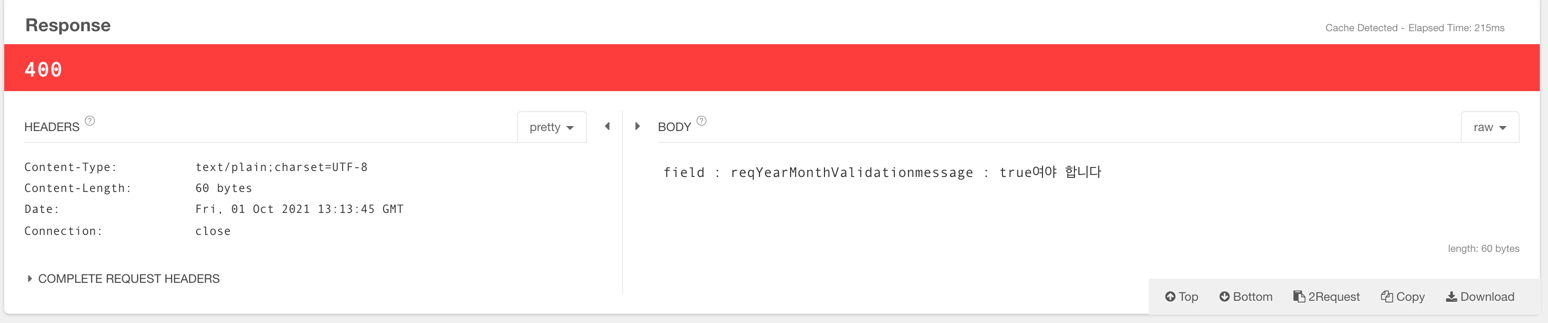 Response
Cache Detected - Elapsed Time: 215ms
400
HEADERS ?
pretty
Content-Type: text/plain;charset=UTF-8
Content-Length: 60 bytes
Date: Fri, 01 Oct 2021 13:13:45 GMT
Connection: close
COMPLETE REQUEST HEADERS
BODY ?
raw
field : reqYearMonthValidationmessage : true여야 합니다
length: 60 bytes
Top Bottom 2Request Copy Download